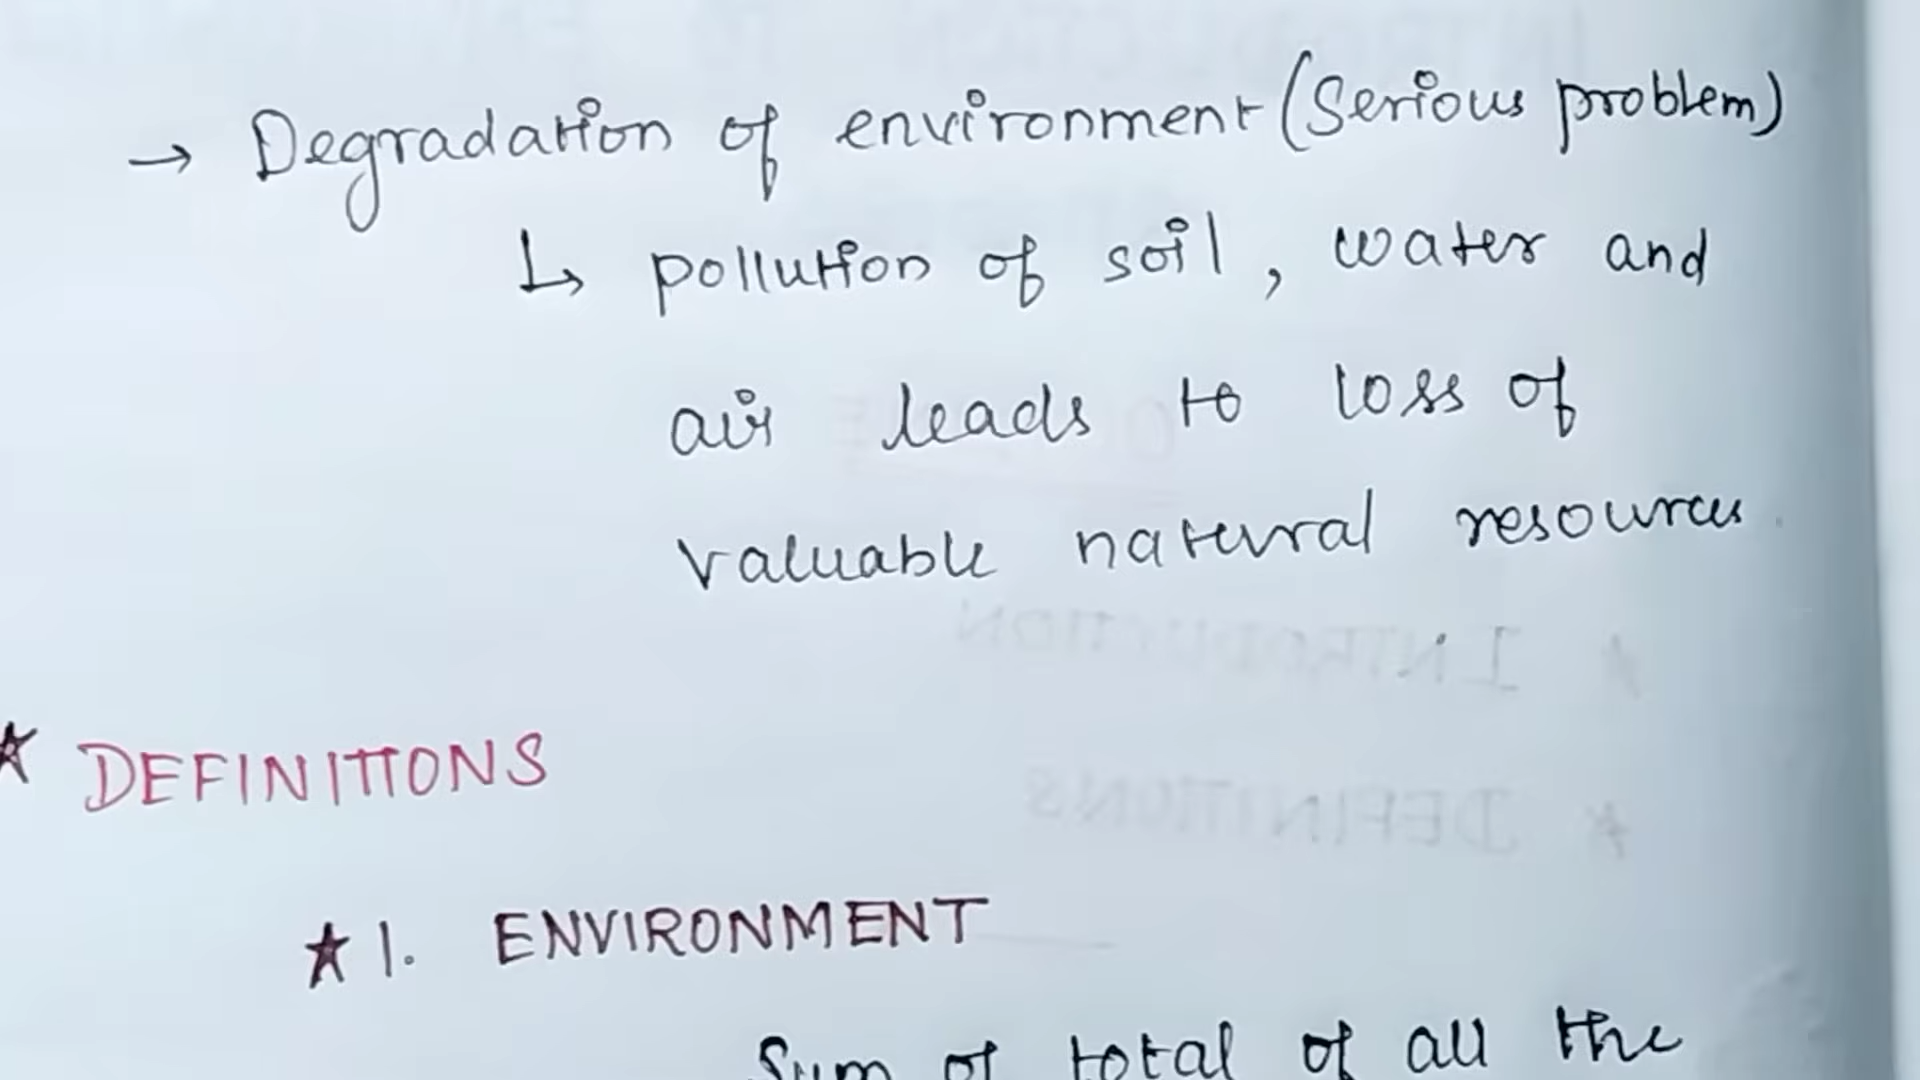 → Degradation of environment (Serious problem)
↳ pollution of soil, water and
air leads to loss of
valuable natural resources.
★ DEFINITIONS
★ 1. ENVIRONMENT
Sum of total of all the